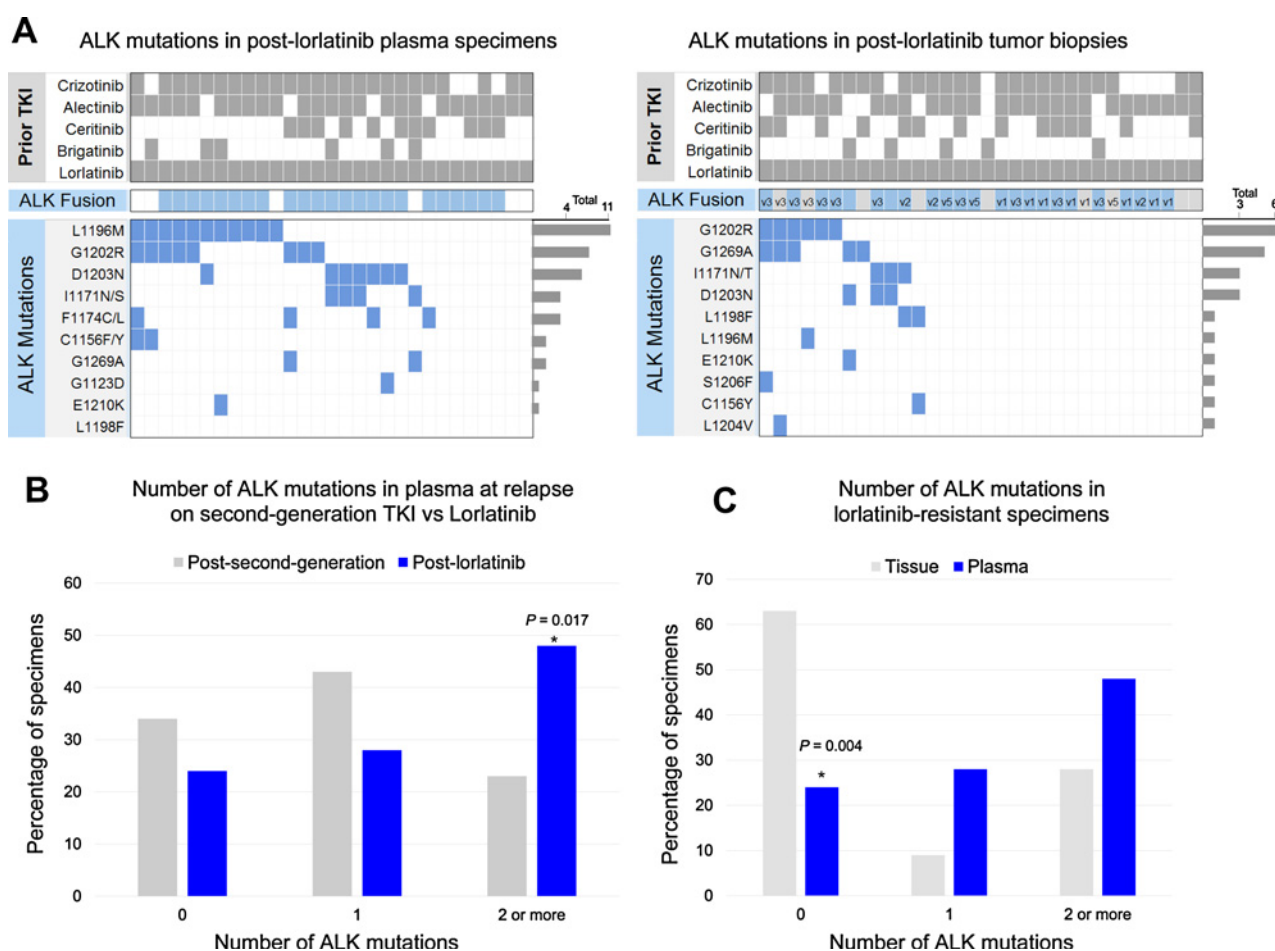 A
ALK mutations in post-lorlatinib plasma specimens
Prior TKI
Crizotinib
Alectinib
Ceritinib
Brigatinib
Lorlatinib
ALK Fusion
Total
4 11
ALK Mutations
L1196M
G1202R
D1203N
I1171N/S
F1174C/L
C1156F/Y
G1269A
G1123D
E1210K
L1198F
ALK mutations in post-lorlatinib tumor biopsies
Prior TKI
Crizotinib
Alectinib
Ceritinib
Brigatinib
Lorlatinib
ALK Fusion
v3 v3 v3 v3 v3 v3 v3 v2 v2 v5 v3 v5 v1 v3 v1 v3 v1 v1 v1 v3 v5 v1 v2 v1 v1
Total
3 6
ALK Mutations
G1202R
G1269A
I1171N/T
D1203N
L1198F
L1196M
E1210K
S1206F
C1156Y
L1204V
B
Number of ALK mutations in plasma at relapse
on second-generation TKI vs Lorlatinib
Post-second-generation Post-lorlatinib
Percentage of specimens
60
50
40
30
20
10
0
P = 0.017
*
0 1 2 or more
Number of ALK mutations
C
Number of ALK mutations in
lorlatinib-resistant specimens
Tissue Plasma
Percentage of specimens
70
60
50
40
30
20
10
0
P = 0.004
*
0 1 2 or more
Number of ALK mutations